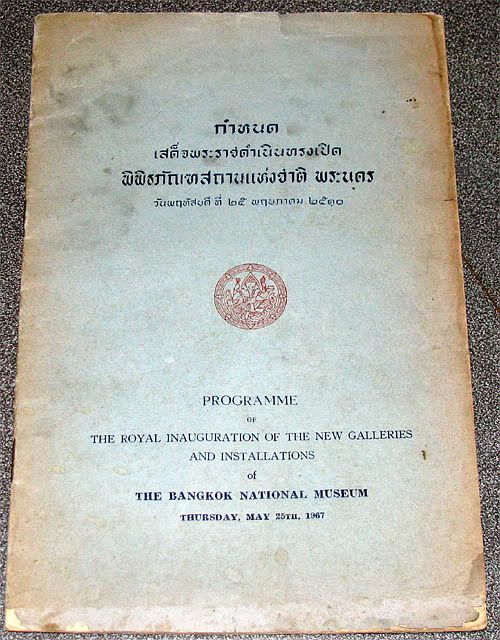 กำหนด
เสด็จพระราชดำเนินทรงเปิด
พิพิธภัณฑสถานแห่งชาติ พระนคร
วันพฤหัสบดี ที่ ๒๕ พฤษภาคม ๒๕๑๐
PROGRAMME
OF
THE ROYAL INAUGURATION OF THE NEW GALLERIES
AND INSTALLATIONS
of
THE BANGKOK NATIONAL MUSEUM
THURSDAY, MAY 25TH, 1967